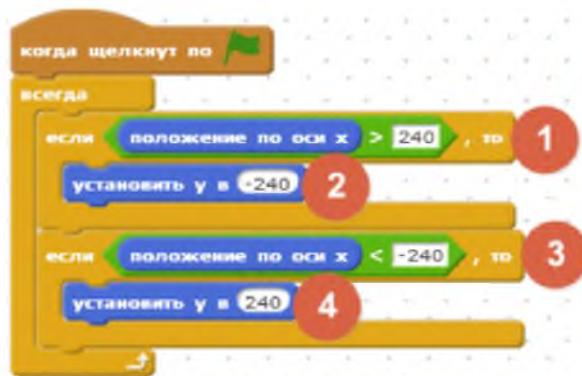 когда щелкнут по
всегда
если положение по оси x > 240 , то 1
установить y в -240 2
если положение по оси x < -240 , то 3
установить y в 240 4